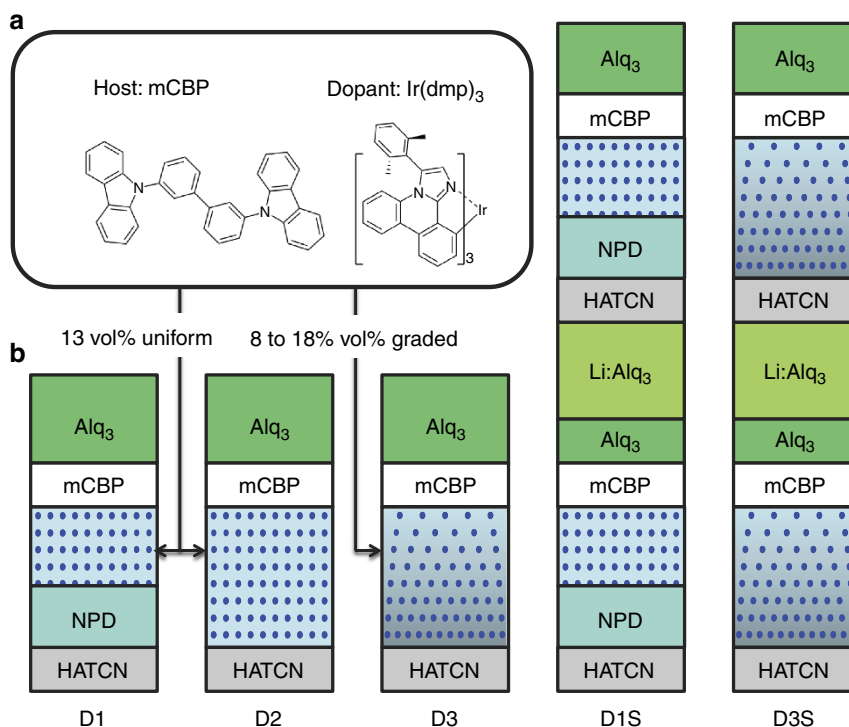 a
Host: mCBP
Dopant: Ir(dmp)3
N
N
N
N
Ir
3
13 vol% uniform
8 to 18% vol% graded
b
Alq3
mCBP
NPD
HATCN
D1
Alq3
mCBP
HATCN
D2
Alq3
mCBP
HATCN
D3
Alq3
mCBP
NPD
HATCN
Li:Alq3
Alq3
mCBP
NPD
HATCN
D1S
Alq3
mCBP
HATCN
Li:Alq3
Alq3
mCBP
HATCN
D3S